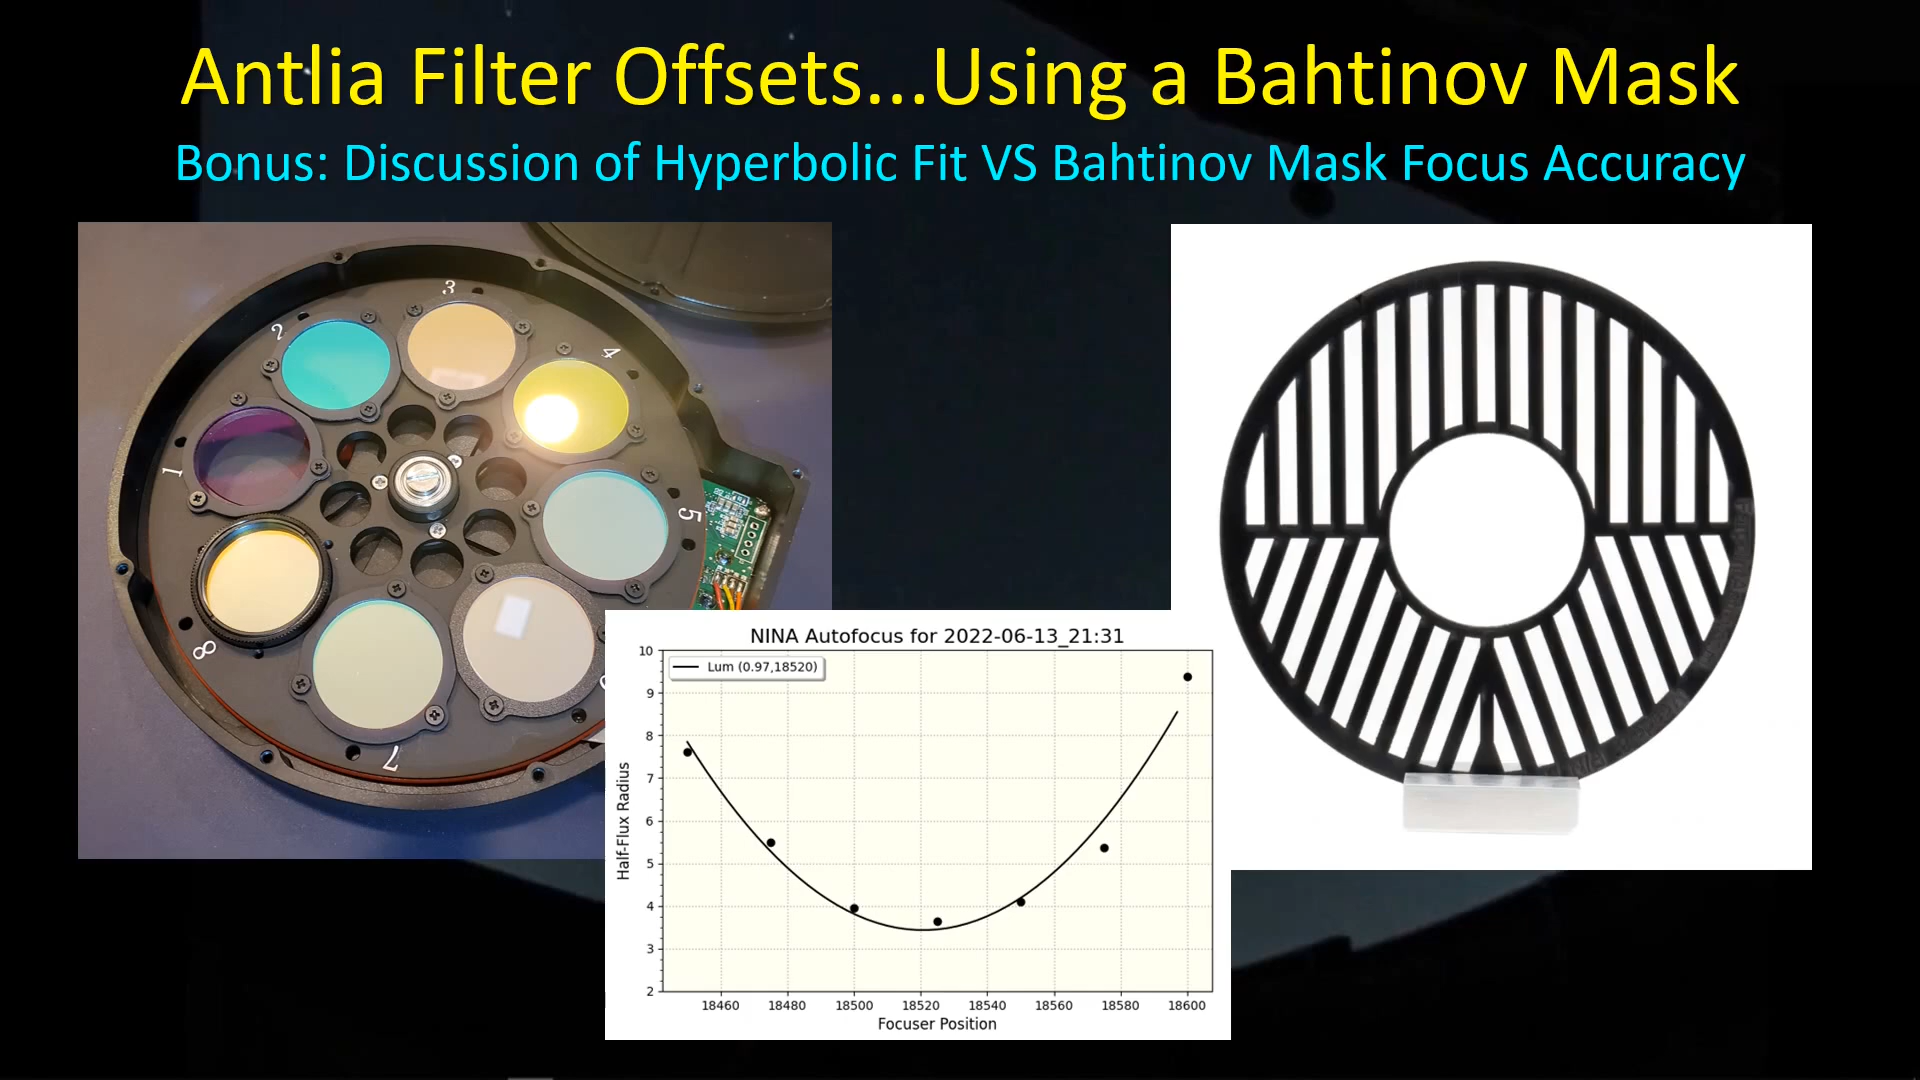 Antlia Filter Offsets...Using a Bahtinov Mask
Bonus: Discussion of Hyperbolic Fit VS Bahtinov Mask Focus Accuracy
1
2
3
4
5
7
8
NINA Autofocus for 2022-06-13_21:31
Lum (0.97,18520)
Half-Flux Radius
10
9
8
7
6
5
4
3
2
18460 18480 18500 18520 18540 18560 18580 18600
Focuser Position